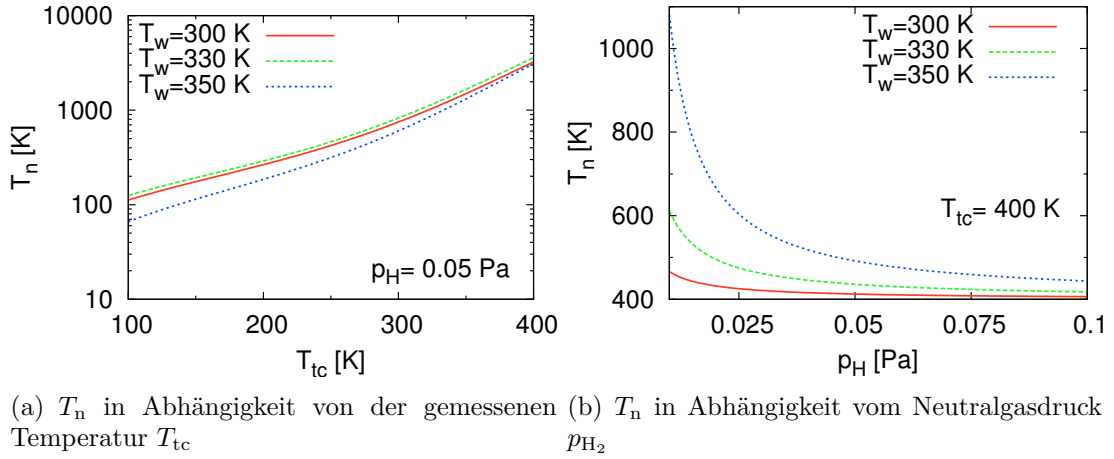 10000
1000
100
10
T_n [K]
T_w=300 K
T_w=330 K
T_w=350 K
p_H= 0.05 Pa
100 200 300 400
T_tc [K]
1000
800
600
400
T_n [K]
T_w=300 K
T_w=330 K
T_w=350 K
T_tc= 400 K
0.025 0.05 0.075 0.1
p_H [Pa]
(a) T_n in Abhängigkeit von der gemessenen
Temperatur T_tc
(b) T_n in Abhängigkeit vom Neutralgasdruck
p_H₂